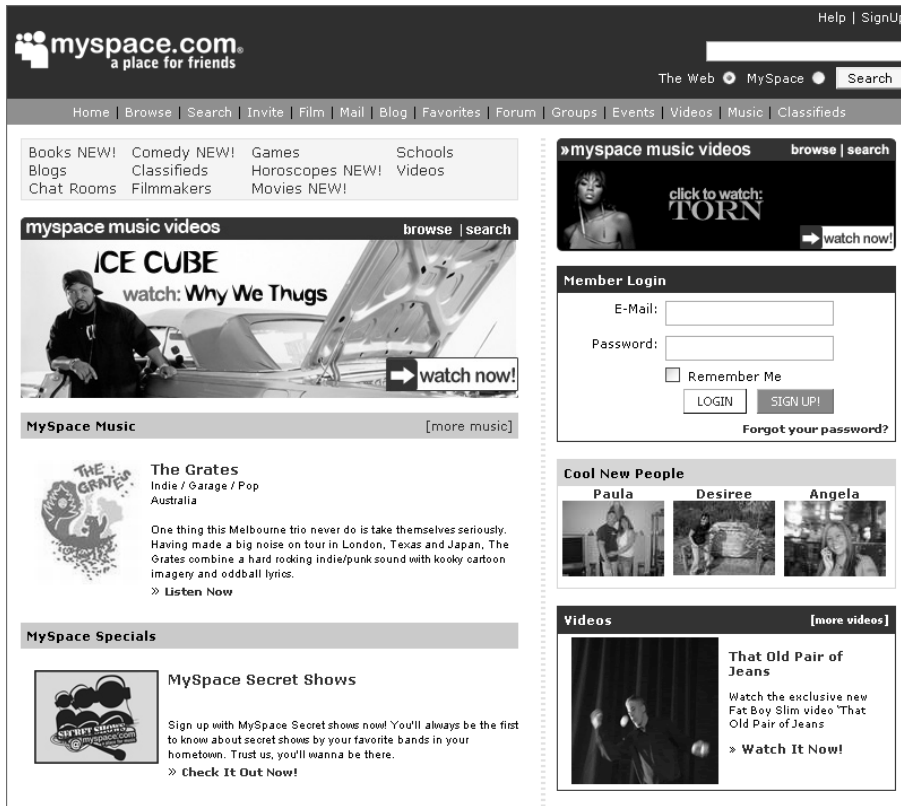 Help | SignUp
myspace.com®
a place for friends
The Web MySpace Search
Home | Browse | Search | Invite | Film | Mail | Blog | Favorites | Forum | Groups | Events | Videos | Music | Classifieds
Books NEW! Comedy NEW! Games Schools
Blogs Classifieds Horoscopes NEW! Videos
Chat Rooms Filmmakers Movies NEW!
myspace music videos browse | search
ICE CUBE
watch: Why We Thugs
watch now!
MySpace Music [more music]
THE GRATES
The Grates
Indie / Garage / Pop
Australia
One thing this Melbourne trio never do is take themselves seriously.
Having made a big noise on tour in London, Texas and Japan, The
Grates combine a hard rocking indie/punk sound with kooky cartoon
imagery and oddball lyrics.
» Listen Now
MySpace Specials
SECRET SHOWS
@myspace.com
MySpace Secret Shows
Sign up with MySpace Secret shows now! You'll always be the first
to know about secret shows by your favorite bands in your
hometown. Trust us, you'll wanna be there.
» Check It Out Now!
»myspace music videos browse | search
click to watch:
TORN
watch now!
Member Login
E-Mail:
Password:
Remember Me
LOGIN SIGN UP!
Forgot your password?
Cool New People
Paula Desiree Angela
Videos [more videos]
That Old Pair of
Jeans
Watch the exclusive new
Fat Boy Slim video 'That
Old Pair of Jeans
» Watch It Now!